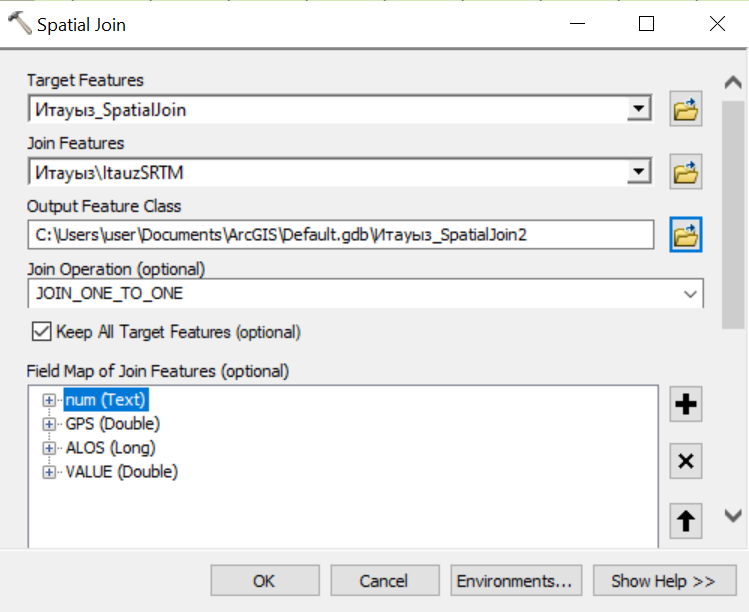 Spatial Join
Target Features
Итауыз_SpatialJoin
Join Features
Итауыз\ItauzSRTM
Output Feature Class
C:\Users\user\Documents\ArcGIS\Default.gdb\Итауыз_SpatialJoin2
Join Operation (optional)
JOIN_ONE_TO_ONE
Keep All Target Features (optional)
Field Map of Join Features (optional)
num (Text)
GPS (Double)
ALOS (Long)
VALUE (Double)
OK Cancel Environments... Show Help >>